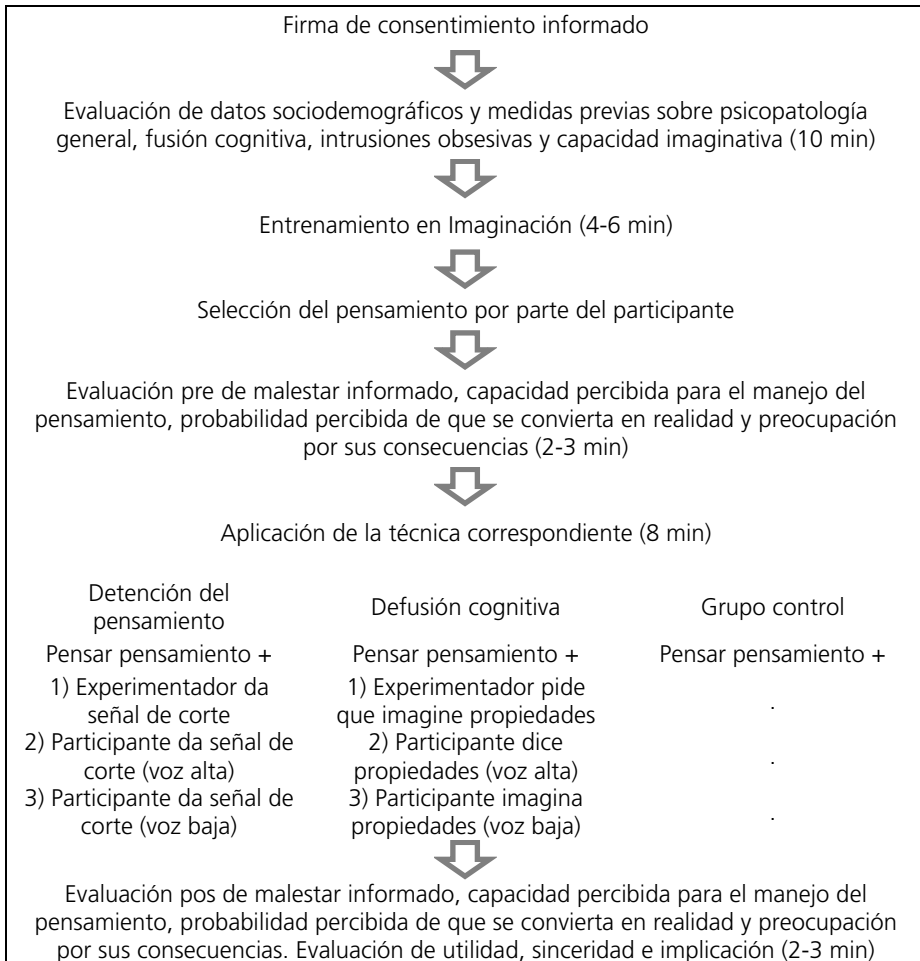 Firma de consentimiento informado
Evaluación de datos sociodemográficos y medidas previas sobre psicopatología
general, fusión cognitiva, intrusiones obsesivas y capacidad imaginativa (10 min)
Entrenamiento en Imaginación (4-6 min)
Selección del pensamiento por parte del participante
Evaluación pre de malestar informado, capacidad percibida para el manejo del
pensamiento, probabilidad percibida de que se convierta en realidad y preocupación
por sus consecuencias (2-3 min)
Aplicación de la técnica correspondiente (8 min)
Detención del
pensamiento
Pensar pensamiento +
1) Experimentador da
señal de corte
2) Participante da señal de
corte (voz alta)
3) Participante da señal de
corte (voz baja)
Defusión cognitiva
Pensar pensamiento +
1) Experimentador pide
que imagine propiedades
2) Participante dice
propiedades (voz alta)
3) Participante imagina
propiedades (voz baja)
Grupo control
Pensar pensamiento +
.
.
.
Evaluación pos de malestar informado, capacidad percibida para el manejo del
pensamiento, probabilidad percibida de que se convierta en realidad y preocupación
por sus consecuencias. Evaluación de utilidad, sinceridad e implicación (2-3 min)